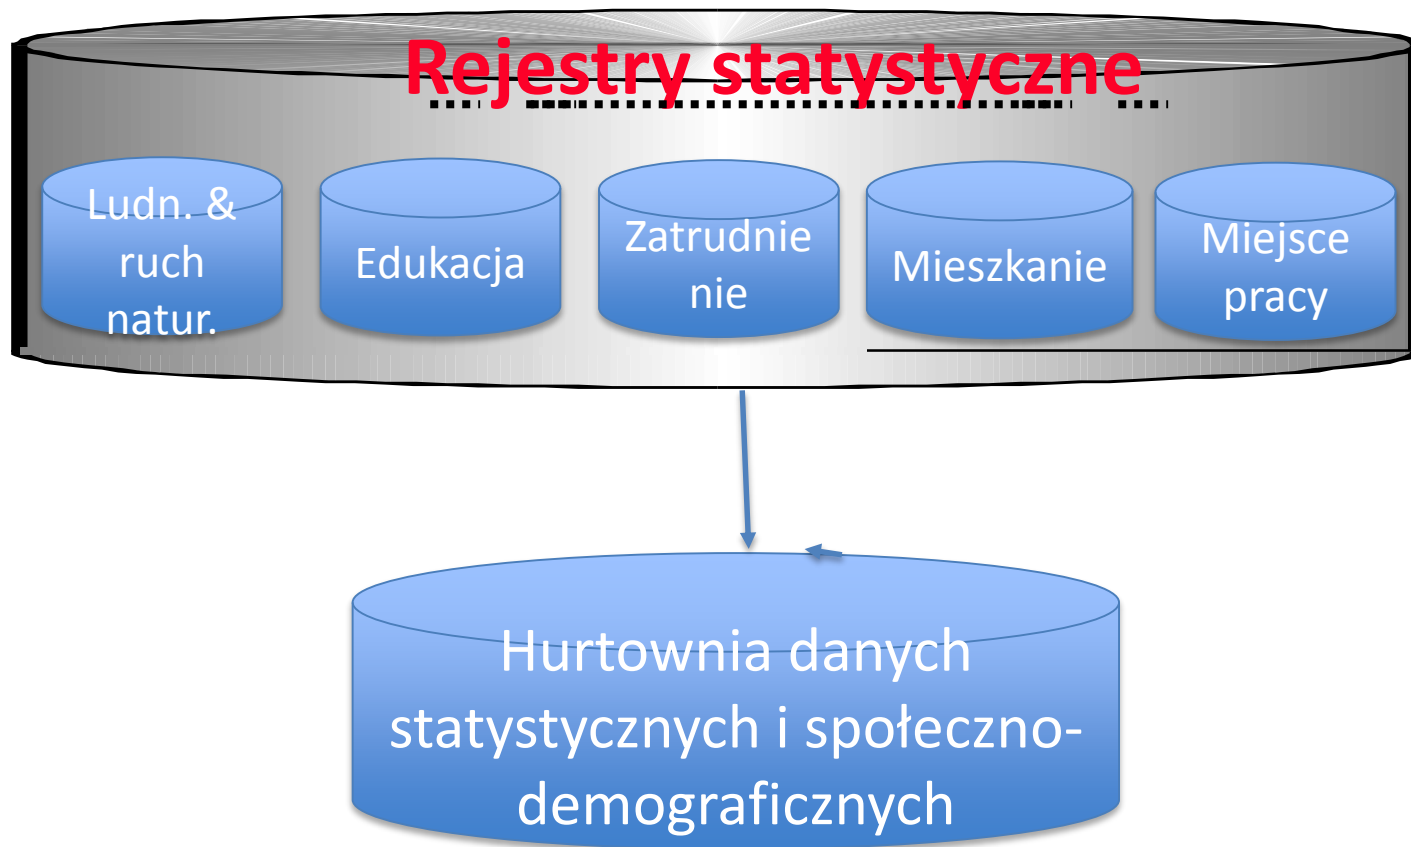 Rejestry statystyczne
Ludn. &
ruch
natur.
Edukacja
Zatrudnie
nie
Mieszkanie
Miejsce
pracy
Hurtownia danych
statystycznych i społeczno-
demograficznych